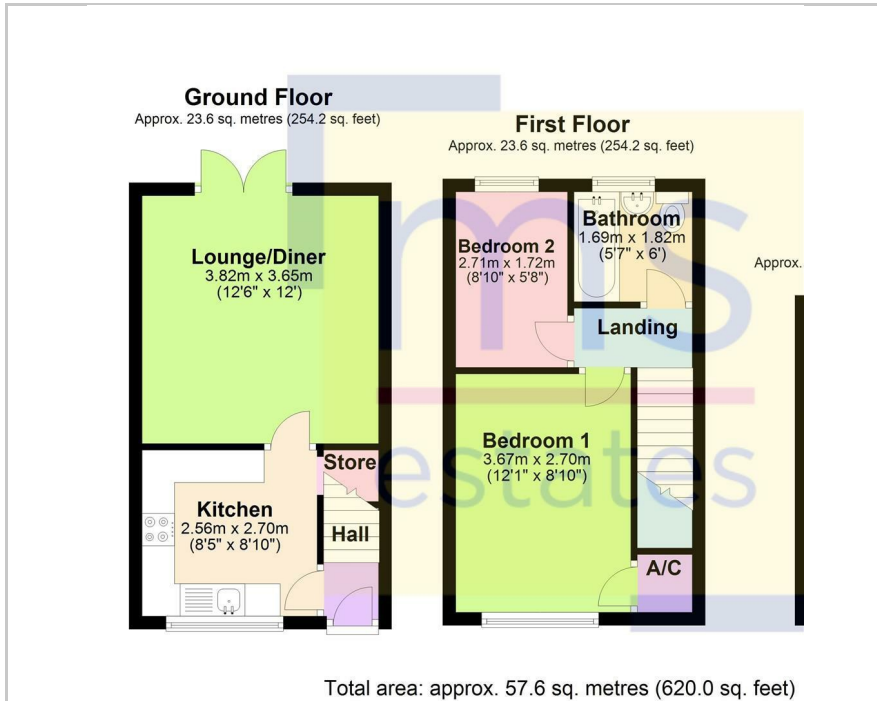 Ground Floor
Approx. 23.6 sq. metres (254.2 sq. feet)
Lounge/Diner
3.82m x 3.65m
(12'6" x 12')
Store
Kitchen
2.56m x 2.70m
(8'5" x 8'10")
Hall
First Floor
Approx. 23.6 sq. metres (254.2 sq. feet)
Bedroom 2
2.71m x 1.72m
(8'10" x 5'8")
Bathroom
1.69m x 1.82m
(5'7" x 6')
Landing
Bedroom 1
3.67m x 2.70m
(12'1" x 8'10")
A/C
Approx.
ms
estates
Total area: approx. 57.6 sq. metres (620.0 sq. feet)